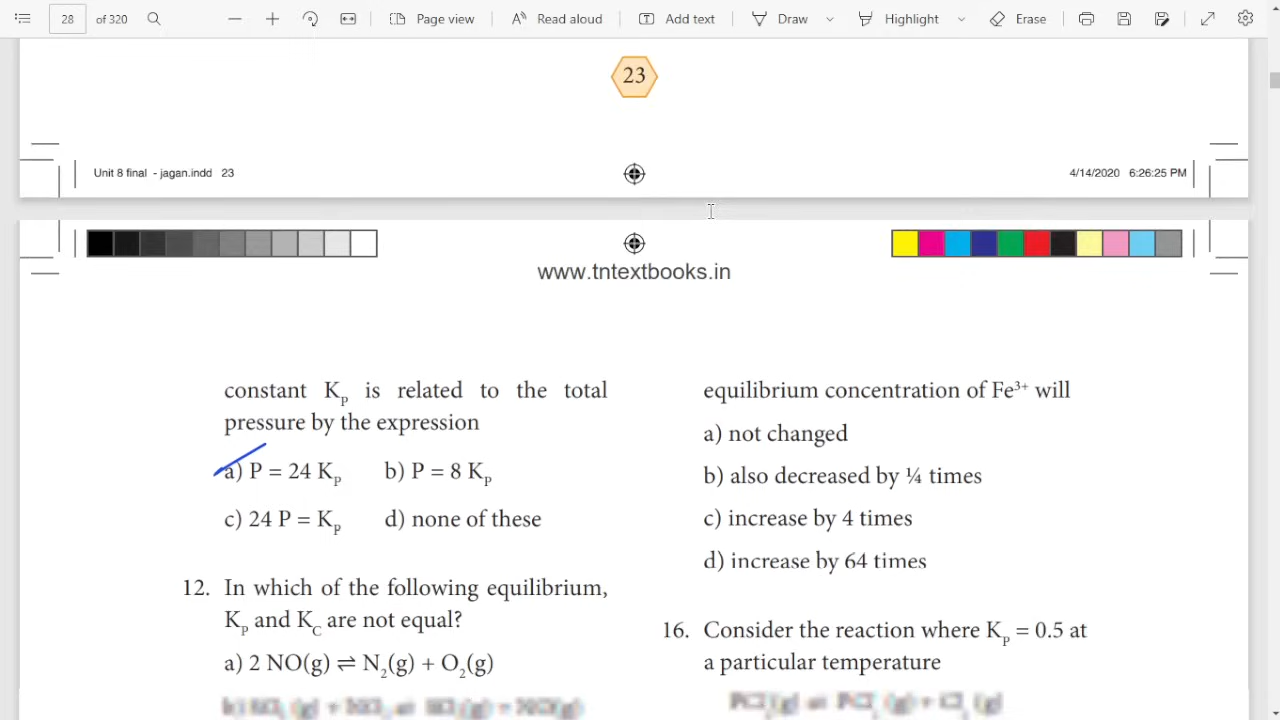 28 of 320 Page view Read aloud Add text Draw Highlight Erase
23
Unit 8 final - jagan.indd 23
4/14/2020 6:26:25 PM
www.tntextbooks.in
constant Kₚ is related to the total
pressure by the expression
a) P = 24 Kₚ b) P = 8 Kₚ
c) 24 P = Kₚ d) none of these
12. In which of the following equilibrium,
Kₚ and K_C are not equal?
a) 2 NO(g) ⇌ N₂(g) + O₂(g)
equilibrium concentration of Fe³⁺ will
a) not changed
b) also decreased by ¼ times
c) increase by 4 times
d) increase by 64 times
16. Consider the reaction where Kₚ = 0.5 at
a particular temperature